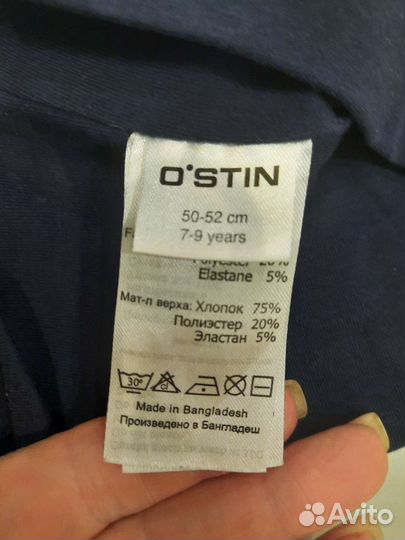 O'STIN
50-52 cm
7-9 years
Polyester 20%
Elastane 5%
Мат-л верха: Хлопок 75%
Полиэстер 20%
Эластан 5%
30°
cl
Made in Bangladesh
Произведено в Бангладеш
Avito